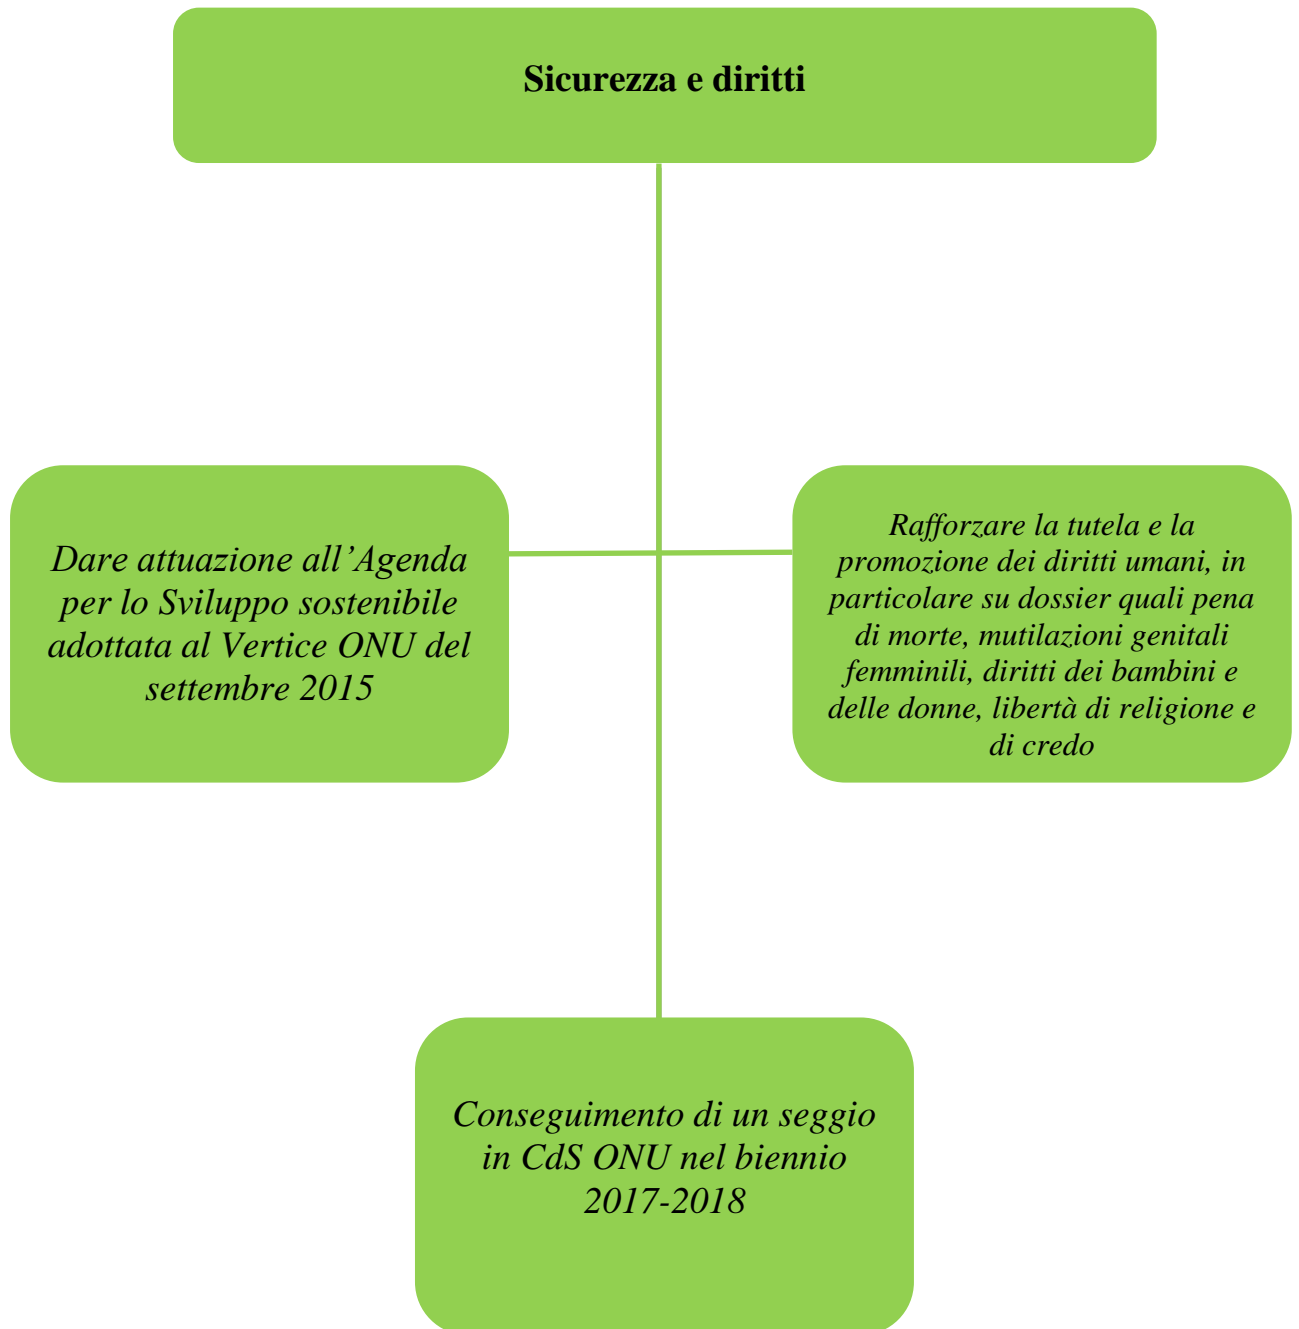 Sicurezza e diritti
Dare attuazione all’Agenda
per lo Sviluppo sostenibile
adottata al Vertice ONU del
settembre 2015
Rafforzare la tutela e la
promozione dei diritti umani, in
particolare su dossier quali pena
di morte, mutilazioni genitali
femminili, diritti dei bambini e
delle donne, libertà di religione e
di credo
Conseguimento di un seggio
in CdS ONU nel biennio
2017-2018